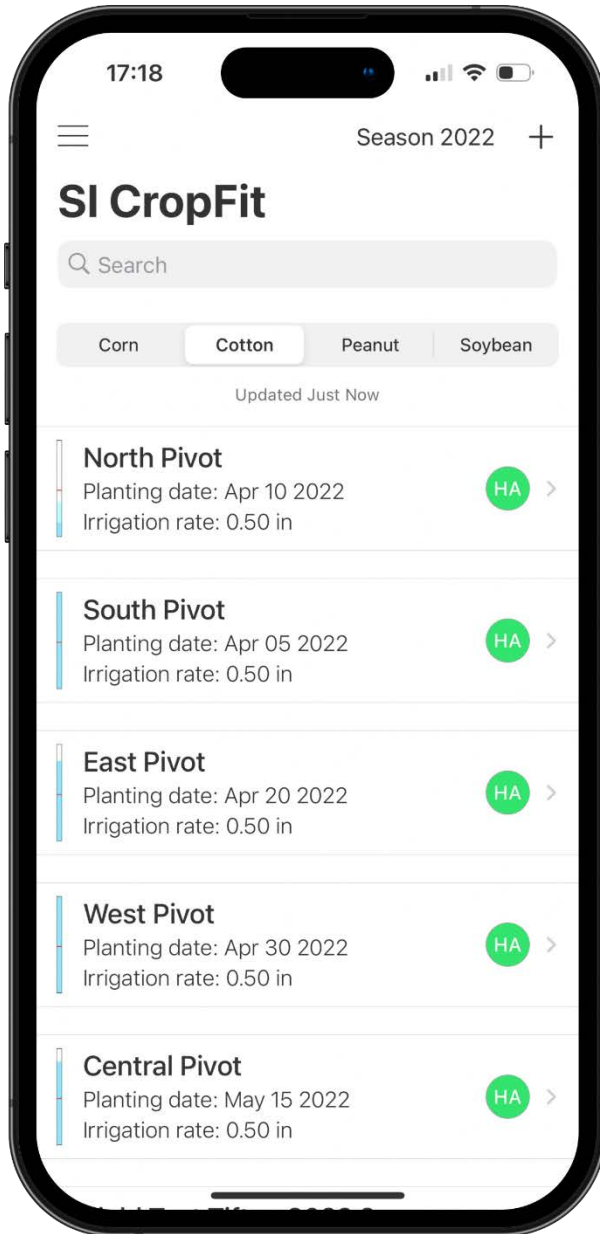 17:18
Season 2022
SI CropFit
Search
Corn Cotton Peanut Soybean
Updated Just Now
North Pivot
Planting date: Apr 10 2022
HA
Irrigation rate: 0.50 in
South Pivot
Planting date: Apr 05 2022
HA
Irrigation rate: 0.50 in
East Pivot
Planting date: Apr 20 2022
HA
Irrigation rate: 0.50 in
West Pivot
Planting date: Apr 30 2022
HA
Irrigation rate: 0.50 in
Central Pivot
Planting date: May 15 2022
HA
Irrigation rate: 0.50 in